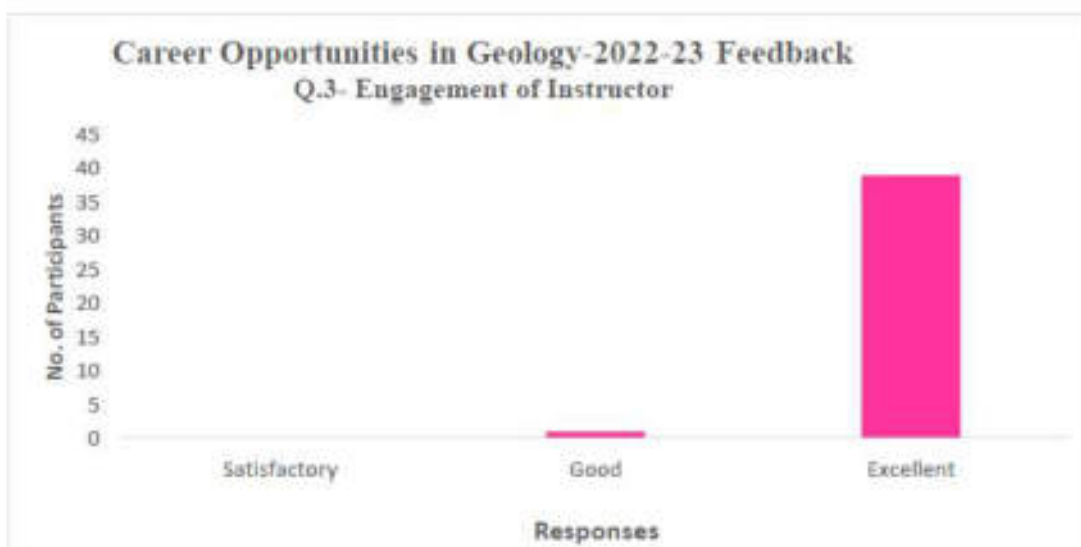 Career Opportunities in Geology-2022-23 Feedback
Q.3- Engagement of Instructor
45
40
35
30
25
20
15
10
5
0
No. of Participants
Satisfactory Good Excellent
Responses